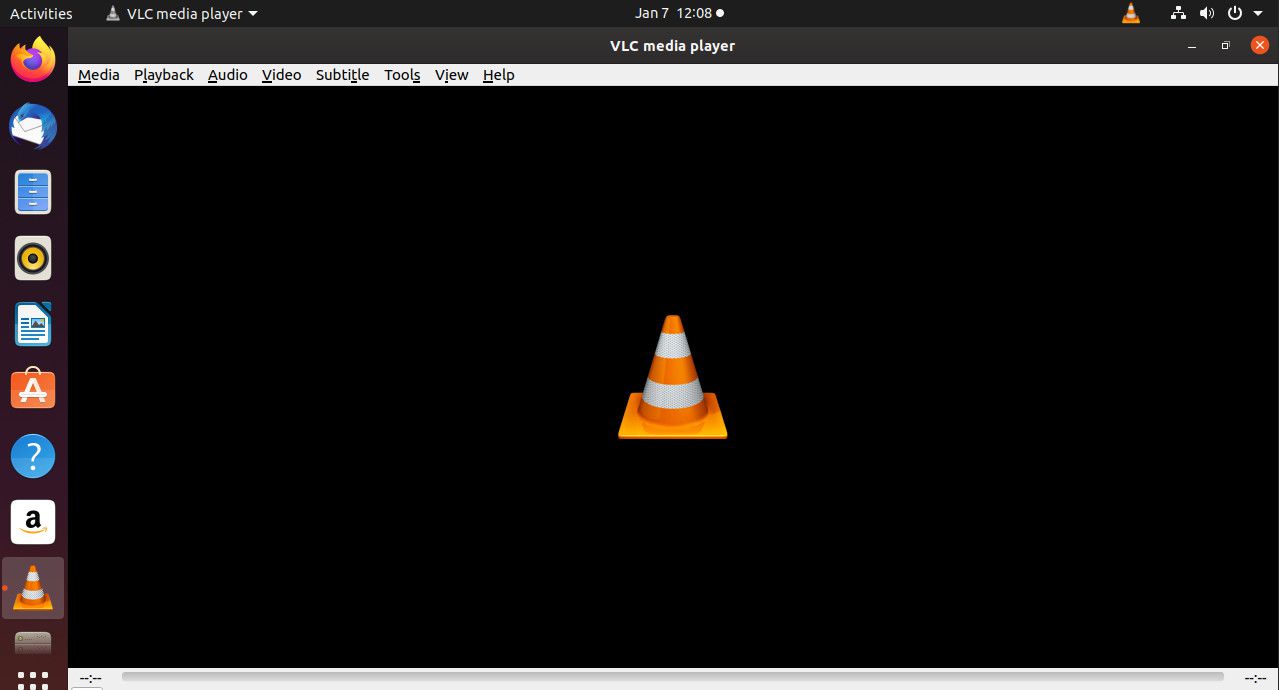 Activities VLC media player Jan 7 12:08
VLC media player
Media Playback Audio Video Subtitle Tools View Help
?
a
--:-- --:--